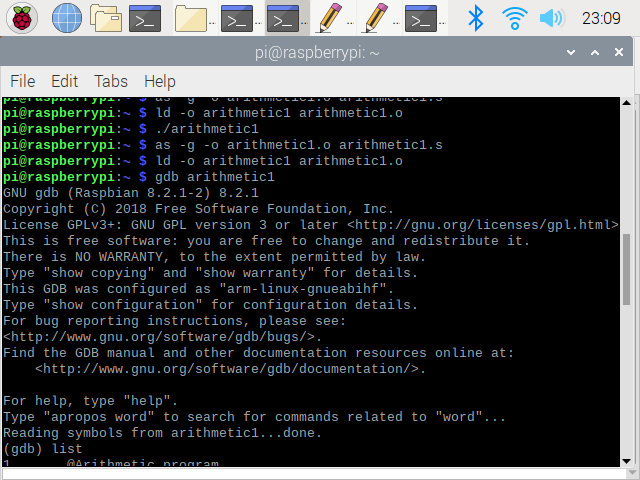 23:09
pi@raspberrypi: ~
File Edit Tabs Help
pi@raspberrypi:~ $ as -g -o arithmetic1.o arithmetic1.s
pi@raspberrypi:~ $ ld -o arithmetic1 arithmetic1.o
pi@raspberrypi:~ $ ./arithmetic1
pi@raspberrypi:~ $ as -g -o arithmetic1.o arithmetic1.s
pi@raspberrypi:~ $ ld -o arithmetic1 arithmetic1.o
pi@raspberrypi:~ $ gdb arithmetic1
GNU gdb (Raspbian 8.2.1-2) 8.2.1
Copyright (C) 2018 Free Software Foundation, Inc.
License GPLv3+: GNU GPL version 3 or later <http://gnu.org/licenses/gpl.html>
This is free software: you are free to change and redistribute it.
There is NO WARRANTY, to the extent permitted by law.
Type "show copying" and "show warranty" for details.
This GDB was configured as "arm-linux-gnueabihf".
Type "show configuration" for configuration details.
For bug reporting instructions, please see:
<http://www.gnu.org/software/gdb/bugs/>.
Find the GDB manual and other documentation resources online at:
    <http://www.gnu.org/software/gdb/documentation/>.

For help, type "help".
Type "apropos word" to search for commands related to "word"...
Reading symbols from arithmetic1...done.
(gdb) list
1       @Arithmetic program